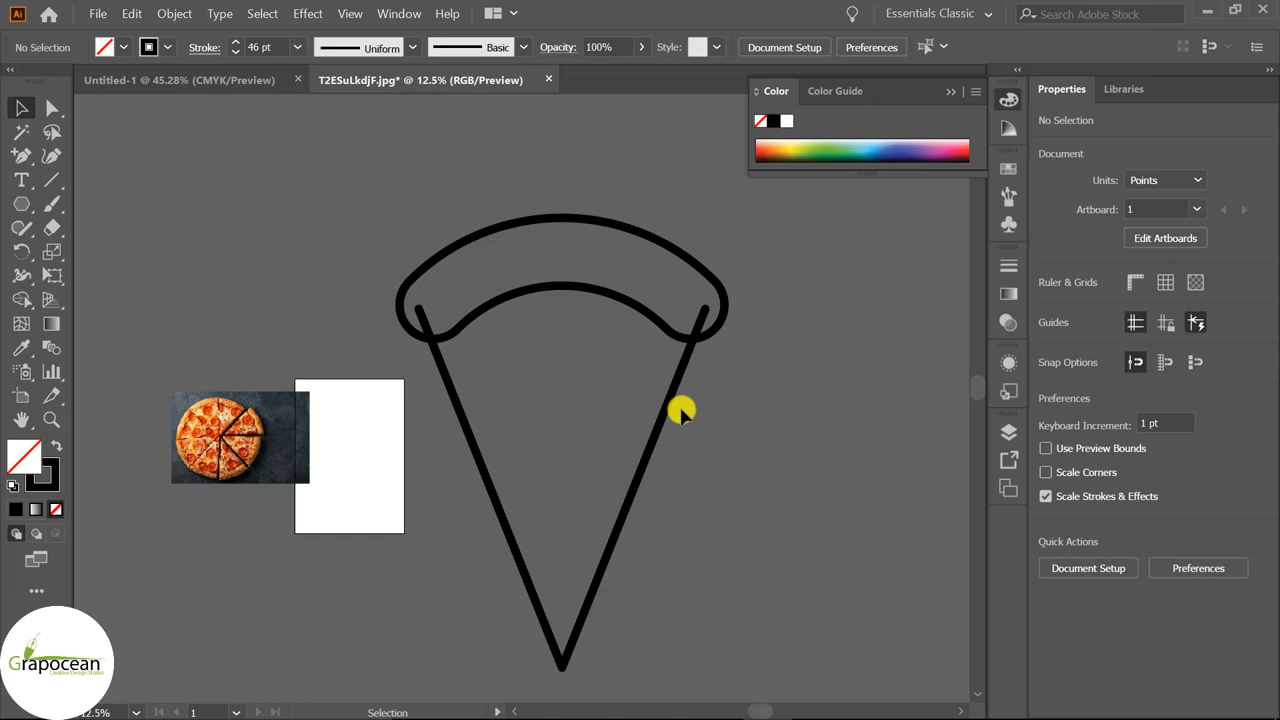 Ai File Edit Object Type Select Effect View Window Help Essentials Classic Search Adobe Stock
No Selection Stroke: 46 pt Uniform Basic Opacity: 100% Style: Document Setup Preferences
Untitled-1 @ 45.28% (CMYK/Preview) T2ESuLkdjF.jpg* @ 12.5% (RGB/Preview)
Color Color Guide
Properties Libraries
No Selection
Document
Units: Points
Artboard: 1
Edit Artboards
Ruler & Grids
Guides
Snap Options
Preferences
Keyboard Increment: 1 pt
Use Preview Bounds
Scale Corners
Scale Strokes & Effects
Quick Actions
Document Setup Preferences
Grapocean
Creative Design Studio
12.5% 1 Selection